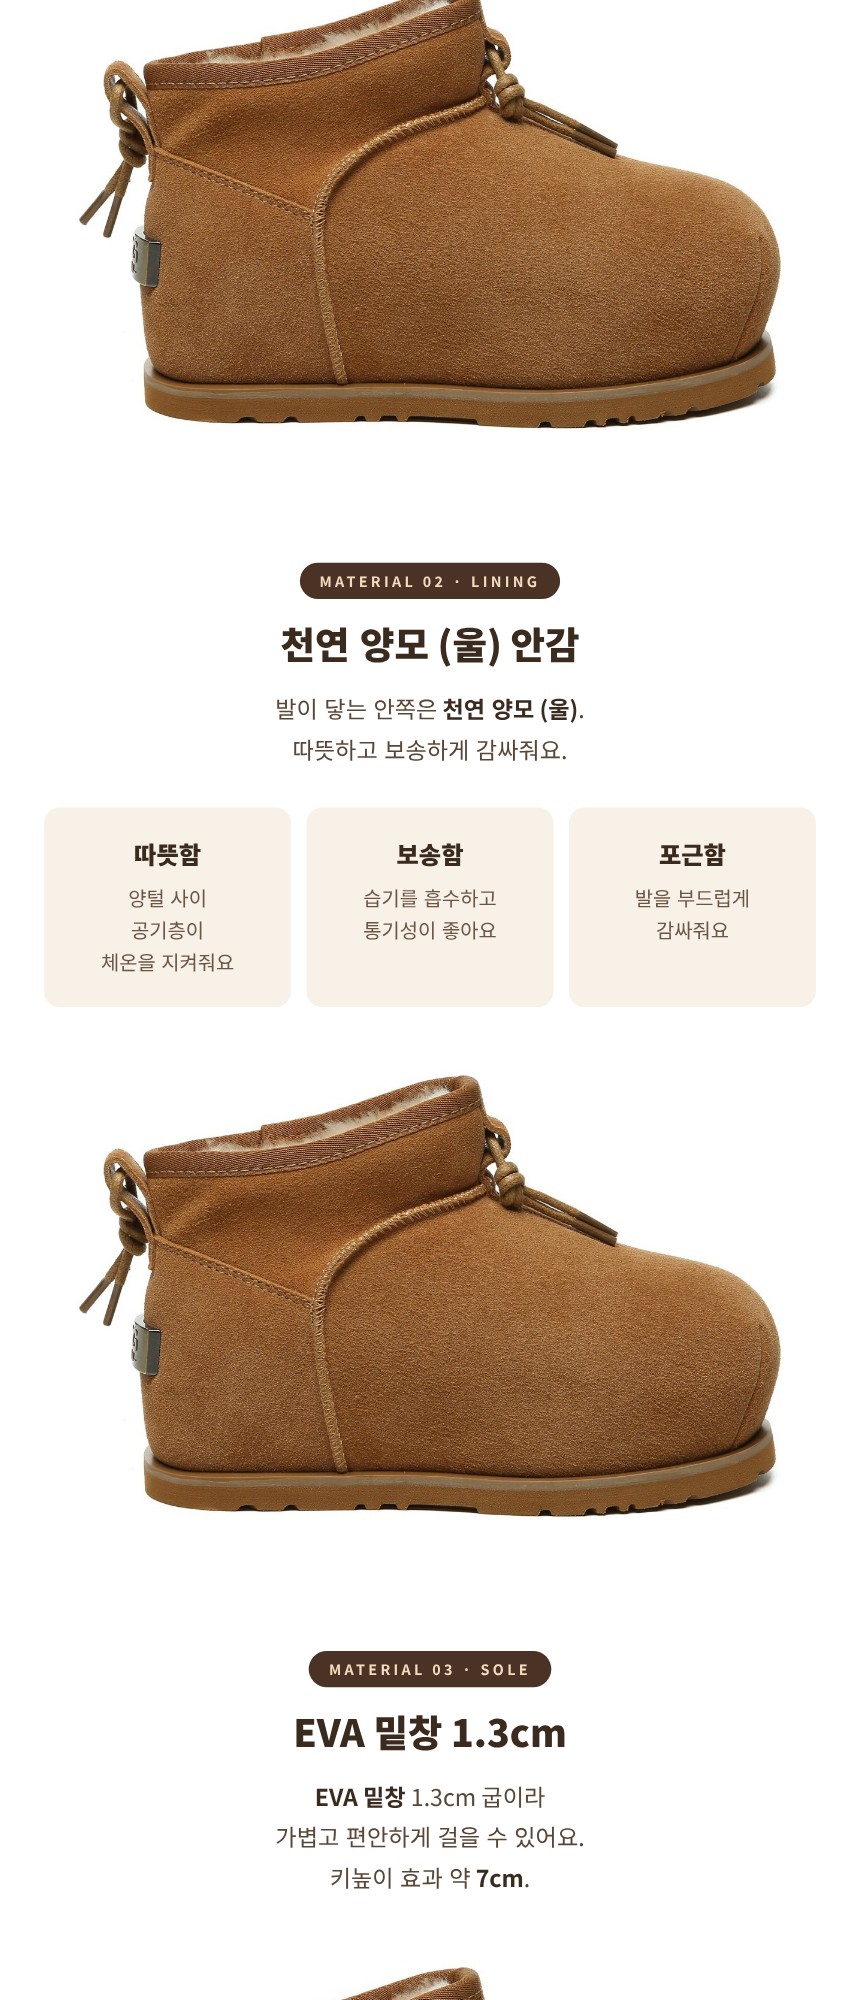 MATERIAL 02 · LINING
천연 양모 (울) 안감
발이 닿는 안쪽은 천연 양모 (울).
따뜻하고 보송하게 감싸줘요.
따뜻함
양털 사이
공기층이
체온을 지켜줘요
보송함
습기를 흡수하고
통기성이 좋아요
포근함
발을 부드럽게
감싸줘요
MATERIAL 03 · SOLE
EVA 밑창 1.3cm
EVA 밑창 1.3cm 굽이라
가볍고 편안하게 걸을 수 있어요.
키높이 효과 약 7cm.